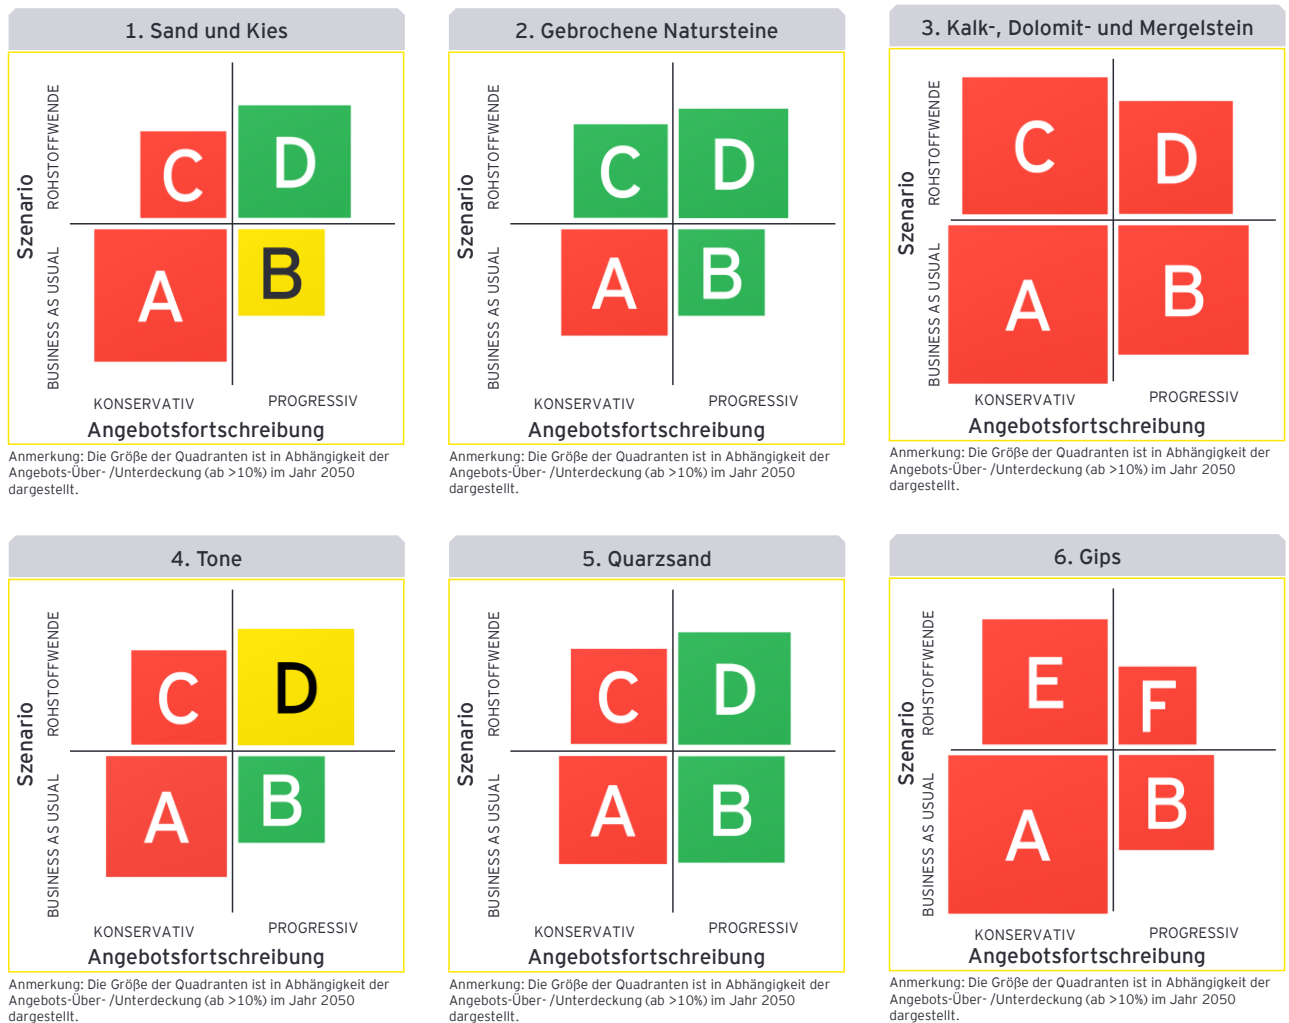 1. Sand und Kies
Szenario
ROHSTOFFWENDE
BUSINESS AS USUAL
C
D
A
B
KONSERVATIV
PROGRESSIV
Angebotsfortschreibung
Anmerkung: Die Größe der Quadranten ist in Abhängigkeit der
Angebots-Über- /Unterdeckung (ab >10%) im Jahr 2050
dargestellt.
2. Gebrochene Natursteine
Szenario
ROHSTOFFWENDE
BUSINESS AS USUAL
C
D
A
B
KONSERVATIV
PROGRESSIV
Angebotsfortschreibung
Anmerkung: Die Größe der Quadranten ist in Abhängigkeit der
Angebots-Über- /Unterdeckung (ab >10%) im Jahr 2050
dargestellt.
3. Kalk-, Dolomit- und Mergelstein
Szenario
ROHSTOFFWENDE
BUSINESS AS USUAL
C
D
A
B
KONSERVATIV
PROGRESSIV
Angebotsfortschreibung
Anmerkung: Die Größe der Quadranten ist in Abhängigkeit der
Angebots-Über- /Unterdeckung (ab >10%) im Jahr 2050
dargestellt.
4. Tone
Szenario
ROHSTOFFWENDE
BUSINESS AS USUAL
C
D
A
B
KONSERVATIV
PROGRESSIV
Angebotsfortschreibung
Anmerkung: Die Größe der Quadranten ist in Abhängigkeit der
Angebots-Über- /Unterdeckung (ab >10%) im Jahr 2050
dargestellt.
5. Quarzsand
Szenario
ROHSTOFFWENDE
BUSINESS AS USUAL
C
D
A
B
KONSERVATIV
PROGRESSIV
Angebotsfortschreibung
Anmerkung: Die Größe der Quadranten ist in Abhängigkeit der
Angebots-Über- /Unterdeckung (ab >10%) im Jahr 2050
dargestellt.
6. Gips
Szenario
ROHSTOFFWENDE
BUSINESS AS USUAL
E
F
A
B
KONSERVATIV
PROGRESSIV
Angebotsfortschreibung
Anmerkung: Die Größe der Quadranten ist in Abhängigkeit der
Angebots-Über- /Unterdeckung (ab >10%) im Jahr 2050
dargestellt.